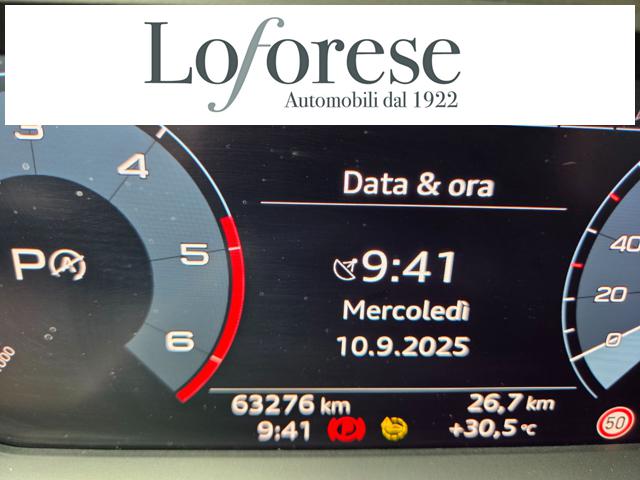 Loforese
Automobili dal 1922
3
4
Data & ora
P A
5
9:41
40
Mercoledì
20
6
10.9.2025
0
63276 km
26,7 km
9:41
+30,5 °C
50